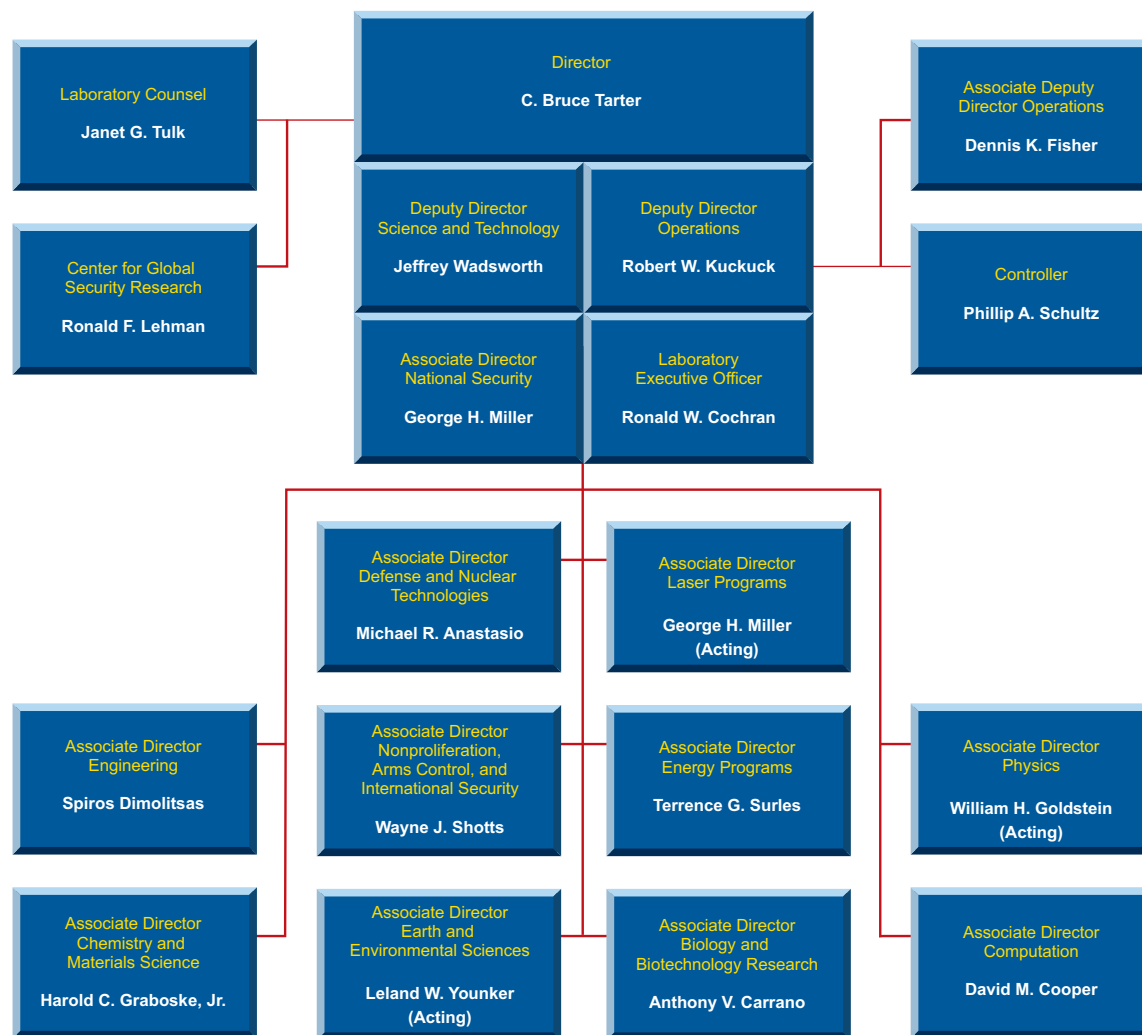 Director
C. Bruce Tarter
Laboratory Counsel
Janet G. Tulk
Associate Deputy
Director Operations
Dennis K. Fisher
Deputy Director
Science and Technology
Jeffrey Wadsworth
Deputy Director
Operations
Robert W. Kuckuck
Center for Global
Security Research
Ronald F. Lehman
Controller
Phillip A. Schultz
Associate Director
National Security
George H. Miller
Laboratory
Executive Officer
Ronald W. Cochran
Associate Director
Defense and Nuclear
Technologies
Michael R. Anastasio
Associate Director
Laser Programs
George H. Miller
(Acting)
Associate Director
Engineering
Spiros Dimolitsas
Associate Director
Nonproliferation,
Arms Control, and
International Security
Wayne J. Shotts
Associate Director
Energy Programs
Terrence G. Surles
Associate Director
Physics
William H. Goldstein
(Acting)
Associate Director
Chemistry and
Materials Science
Harold C. Graboske, Jr.
Associate Director
Earth and
Environmental Sciences
Leland W. Younker
(Acting)
Associate Director
Biology and
Biotechnology Research
Anthony V. Carrano
Associate Director
Computation
David M. Cooper